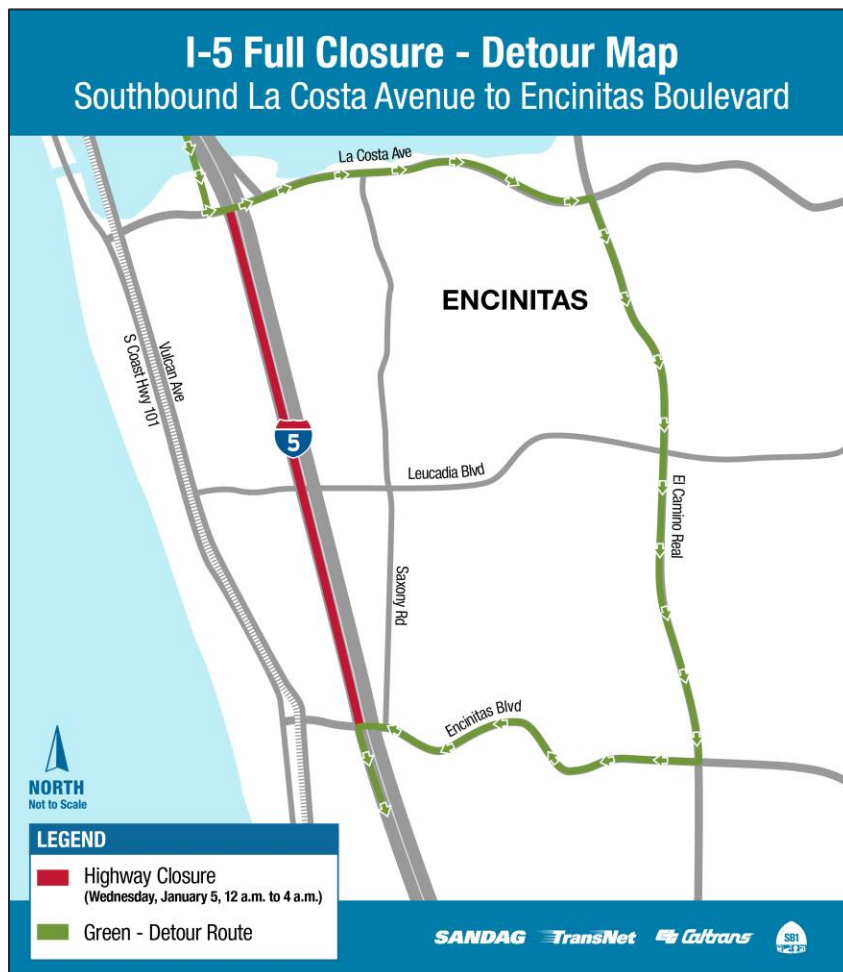 I-5 Full Closure - Detour Map
Southbound La Costa Avenue to Encinitas Boulevard
La Costa Ave
ENCINITAS
Vulcan Ave
S Coast Hwy 101
5
Leucadia Blvd
El Camino Real
Saxony Rd
Encinitas Blvd
NORTH
Not to Scale
LEGEND
Highway Closure
(Wednesday, January 5, 12 a.m. to 4 a.m.)
Green - Detour Route
SANDAG TransNet Caltrans SB1